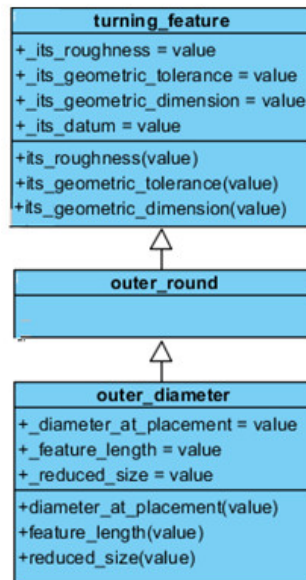 turning_feature
+_its_roughness = value
+_its_geometric_tolerance = value
+_its_geometric_dimension = value
+_its_datum = value
+its_roughness(value)
+its_geometric_tolerance(value)
+its_geometric_dimension(value)
outer_round
outer_diameter
+_diameter_at_placement = value
+_feature_length = value
+_reduced_size = value
+diameter_at_placement(value)
+feature_length(value)
+reduced_size(value)